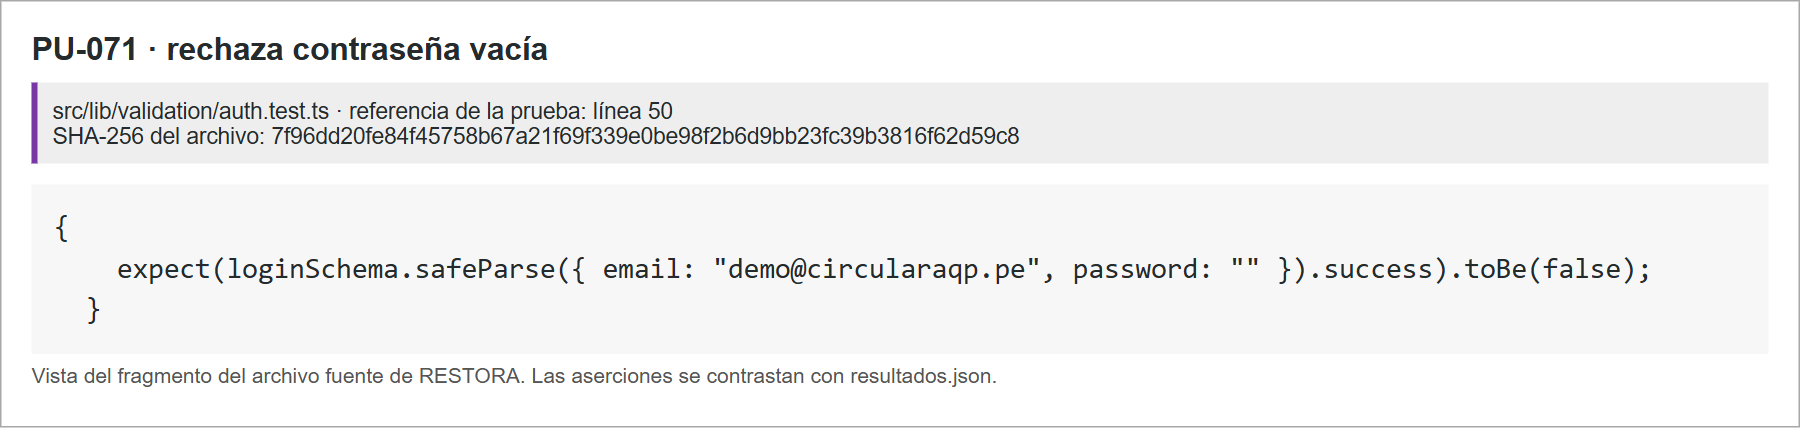 PU-071 · rechaza contraseña vacía
src/lib/validation/auth.test.ts · referencia de la prueba: línea 50
SHA-256 del archivo: 7f96dd20fe84f45758b67a21f69f339e0be98f2b6d9bb23fc39b3816f62d59c8
{
    expect(loginSchema.safeParse({ email: "demo@circularaqp.pe", password: "" }).success).toBe(false);
  }
Vista del fragmento del archivo fuente de RESTORA. Las aserciones se contrastan con resultados.json.